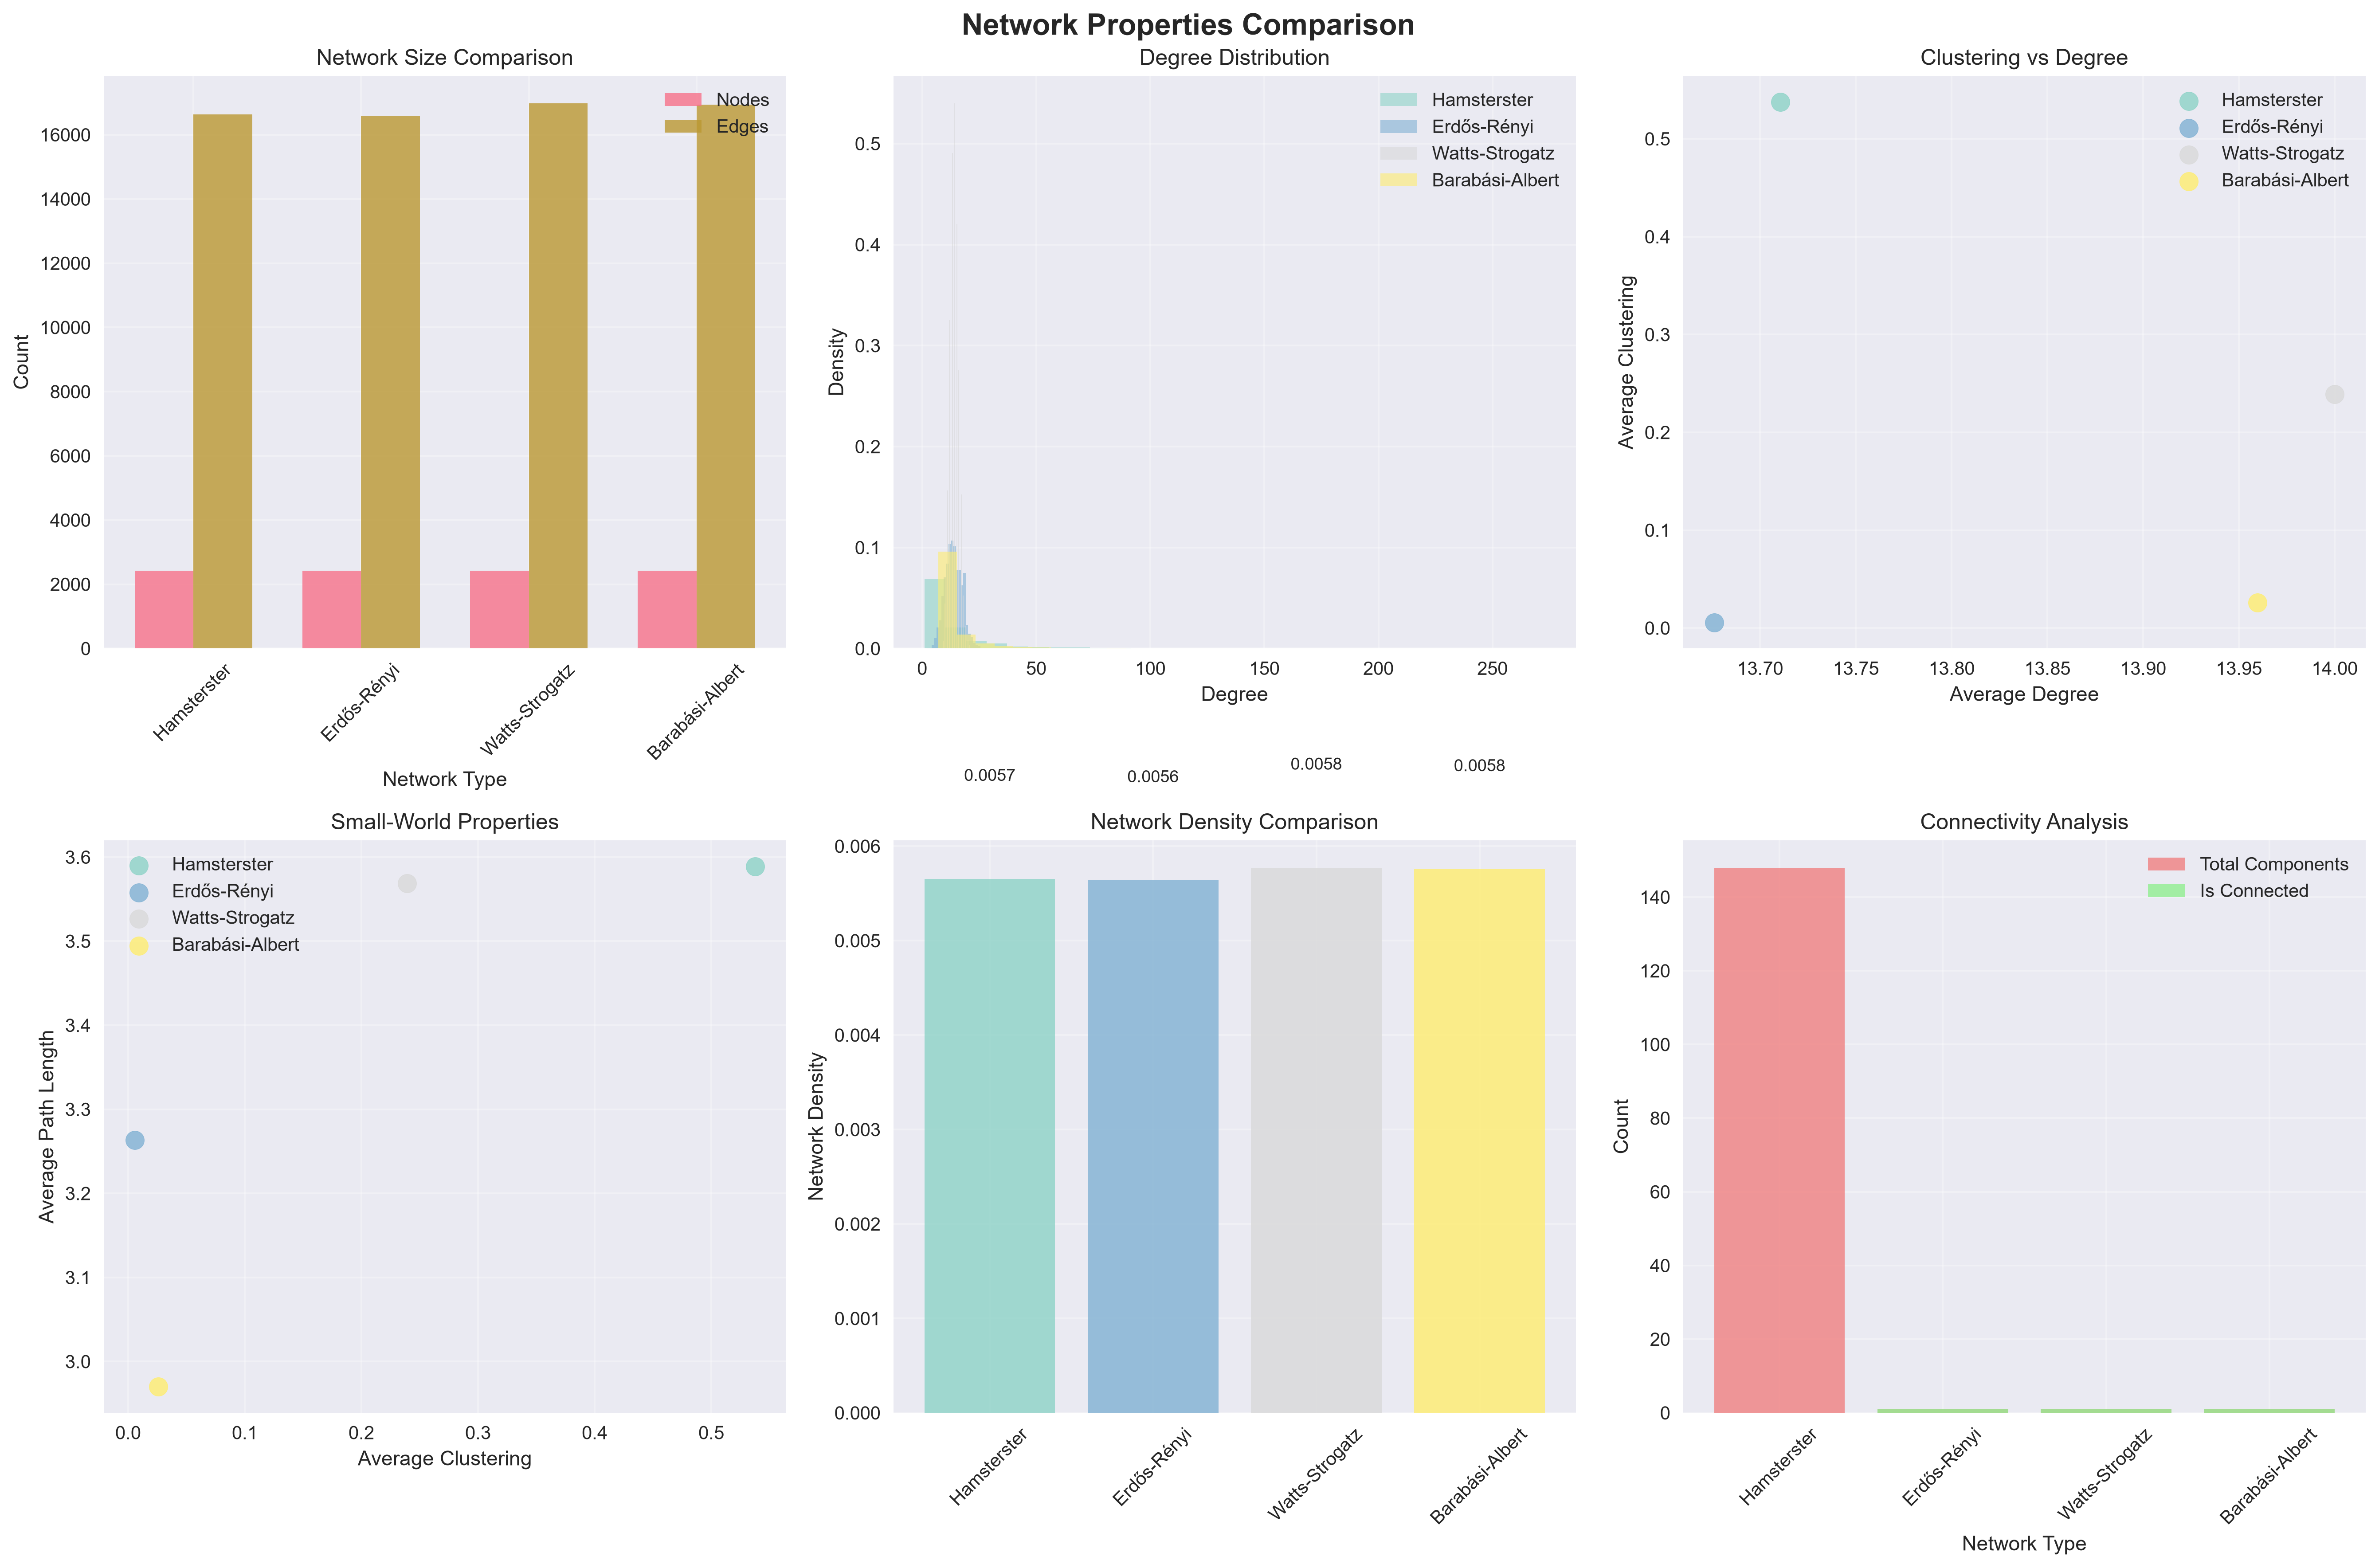 Network Properties Comparison
Network Size Comparison
Nodes
Edges
16000
14000
12000
10000
8000
6000
4000
2000
0
Count
Hamsterster
Erdős-Rényi
Watts-Strogatz
Barabási-Albert
Network Type
Degree Distribution
Hamsterster
Erdős-Rényi
Watts-Strogatz
Barabási-Albert
0.5
0.4
0.3
0.2
0.1
0.0
Density
0 50 100 150 200 250
Degree
Clustering vs Degree
Hamsterster
Erdős-Rényi
Watts-Strogatz
Barabási-Albert
0.5
0.4
0.3
0.2
0.1
0.0
Average Clustering
13.70 13.75 13.80 13.85 13.90 13.95 14.00
Average Degree
Small-World Properties
Hamsterster
Erdős-Rényi
Watts-Strogatz
Barabási-Albert
3.6
3.5
3.4
3.3
3.2
3.1
3.0
Average Path Length
0.0 0.1 0.2 0.3 0.4 0.5
Average Clustering
0.0057 0.0056 0.0058 0.0058
Network Density Comparison
0.006
0.005
0.004
0.003
0.002
0.001
0.000
Network Density
Hamsterster
Erdős-Rényi
Watts-Strogatz
Barabási-Albert
Connectivity Analysis
Total Components
Is Connected
140
120
100
80
60
40
20
0
Count
Hamsterster
Erdős-Rényi
Watts-Strogatz
Barabási-Albert
Network Type